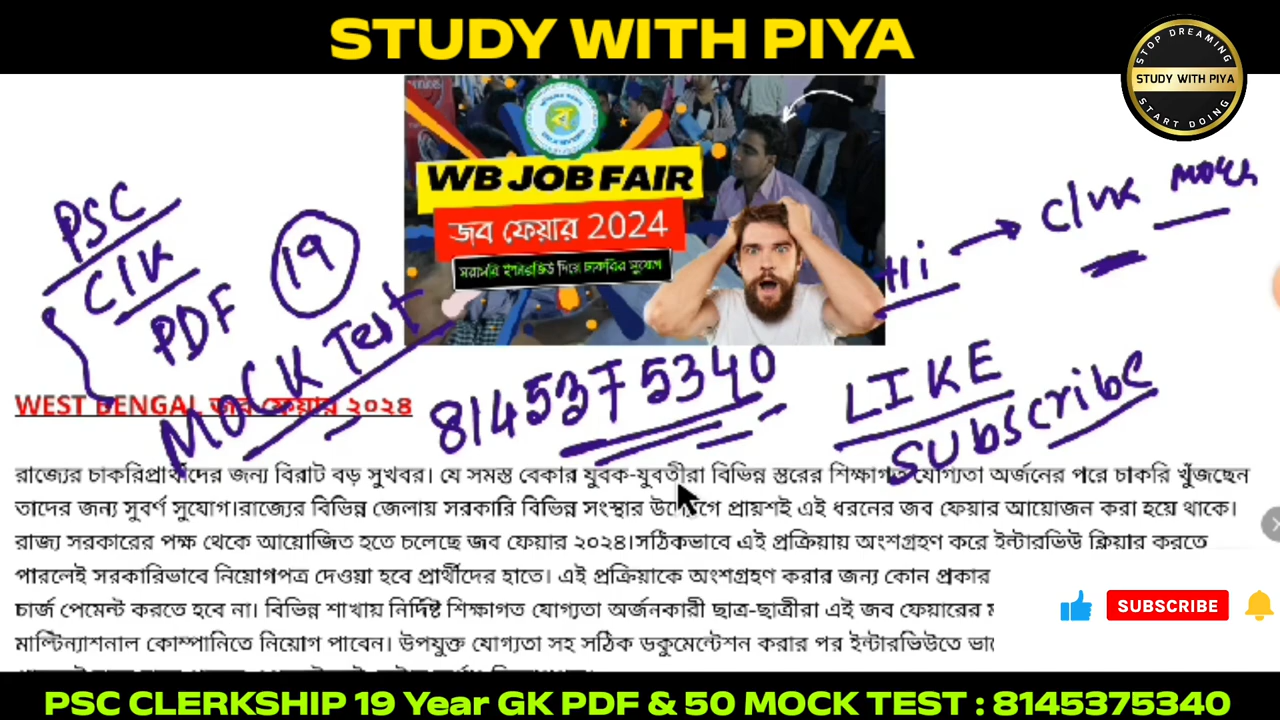 STUDY WITH PIYA
STOP DREAMING
STUDY WITH PIYA
START DOING
WB JOB FAIR
জব ফেয়ার 2024
সরাসরি ইন্টারভিউ দিয়ে চাকরির সুযোগ
PSC
Clk
PDF
19
MOCK Test
Hi → Clrk Mock
8145375340
LIKE
Subscribe
WEST BENGAL জব ফেয়ার ২০২৪
রাজ্যের চাকরিপ্রার্থীদের জন্য বিরাট বড় সুখবর। যে সমস্ত বেকার যুবক-যুবতীরা বিভিন্ন স্তরের শিক্ষাগত যোগ্যতা অর্জনের পরে চাকরি খুঁজছেন
তাদের জন্য সুবর্ণ সুযোগ।রাজ্যের বিভিন্ন জেলায় সরকারি বিভিন্ন সংস্থার উদ্যোগে প্রায়শই এই ধরনের জব ফেয়ার আয়োজন করা হয়ে থাকে।
রাজ্য সরকারের পক্ষ থেকে আয়োজিত হতে চলেছে জব ফেয়ার ২০২৪।সঠিকভাবে এই প্রক্রিয়ায় অংশগ্রহণ করে ইন্টারভিউ ক্লিয়ার করতে
পারলেই সরকারিভাবে নিয়োগপত্র দেওয়া হবে প্রার্থীদের হাতে। এই প্রক্রিয়াকে অংশগ্রহণ করার জন্য কোন প্রকার
চার্জ পেমেন্ট করতে হবে না। বিভিন্ন শাখায় নির্দিষ্ট শিক্ষাগত যোগ্যতা অর্জনকারী ছাত্র-ছাত্রীরা এই জব ফেয়ারের
মাল্টিন্যাশনাল কোম্পানিতে নিয়োগ পাবেন। উপযুক্ত যোগ্যতা সহ সঠিক ডকুমেন্টেশন করার পর ইন্টারভিউতে
SUBSCRIBE
PSC CLERKSHIP 19 Year GK PDF & 50 MOCK TEST : 8145375340